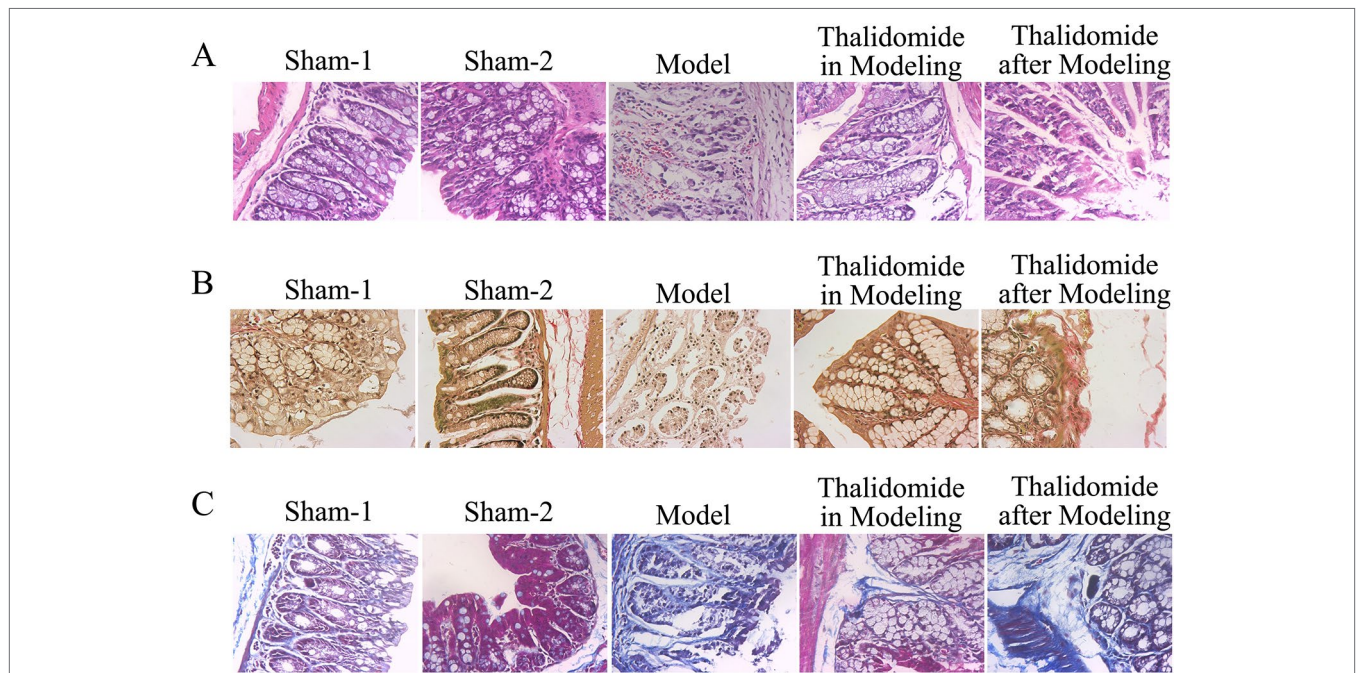 A
Sham-1
Sham-2
Model
Thalidomide
in Modeling
Thalidomide
after Modeling
B
Sham-1
Sham-2
Model
Thalidomide
in Modeling
Thalidomide
after Modeling
C
Sham-1
Sham-2
Model
Thalidomide
in Modeling
Thalidomide
after Modeling